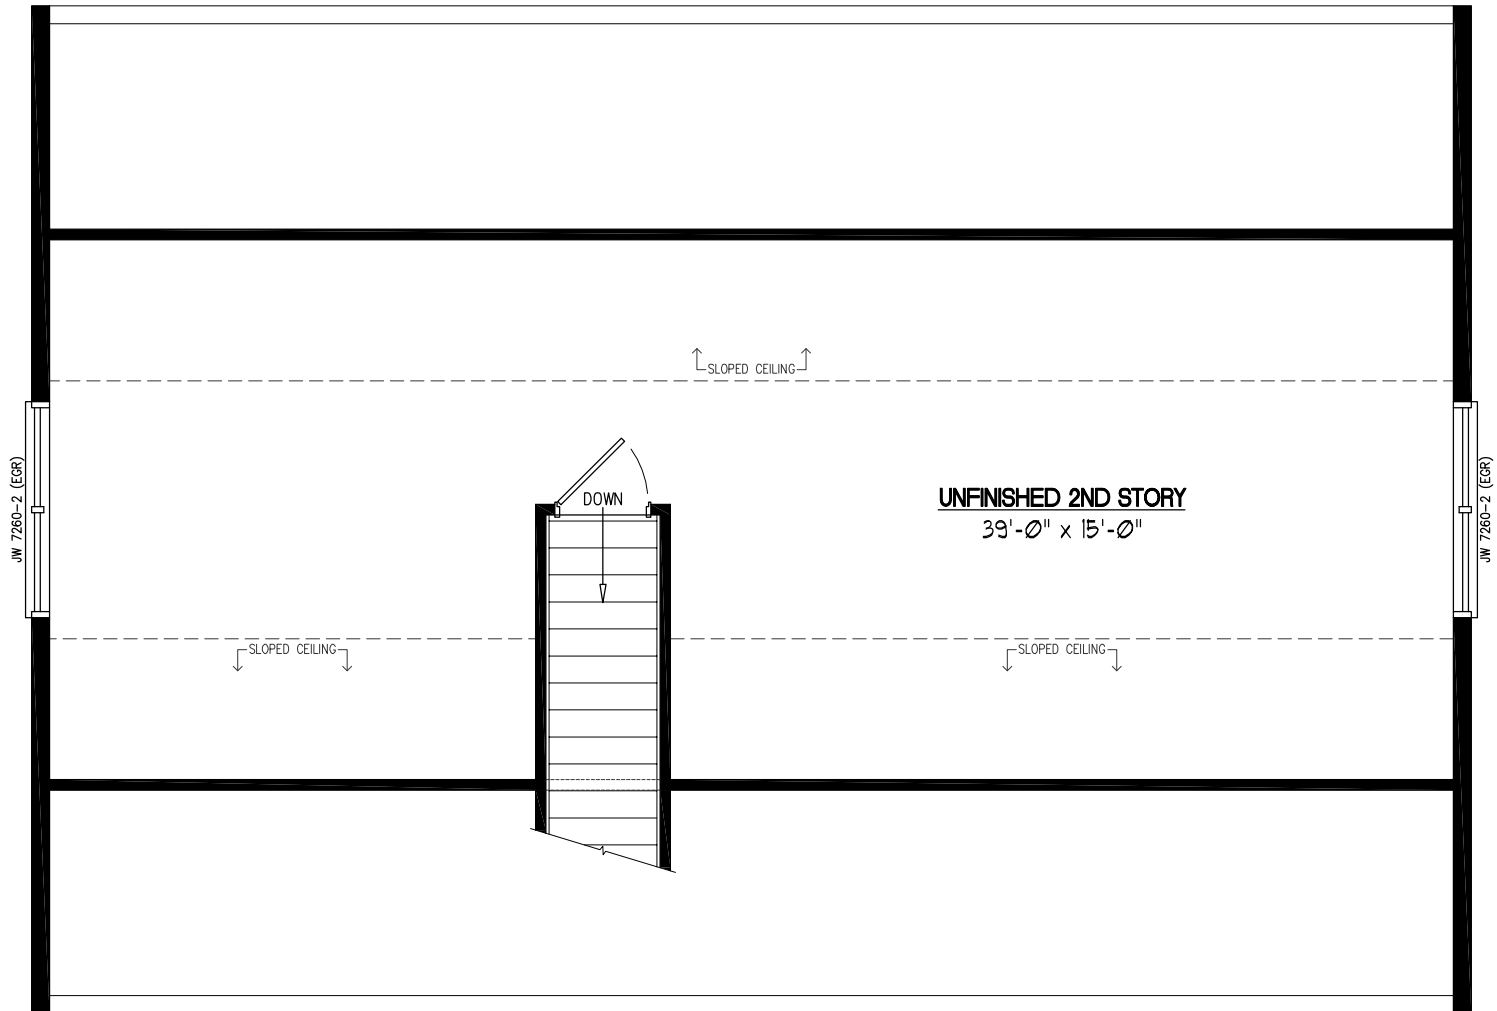 SLOPED CEILING
JW 7260-2 (EGR)
DOWN
UNFINISHED 2ND STORY
39'-0" x 15'-0"
JW 7260-2 (EGR)
SLOPED CEILING
SLOPED CEILING